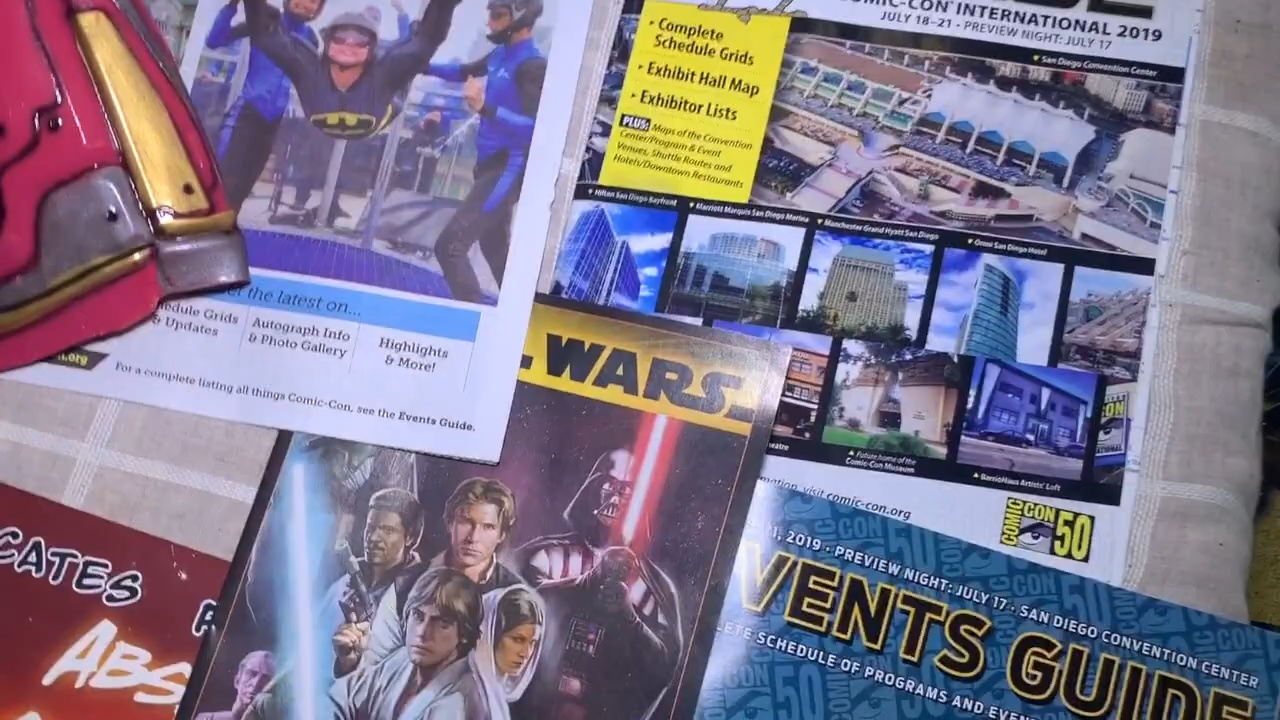 COMIC-CON INTERNATIONAL 2019
JULY 18–21 • PREVIEW NIGHT: JULY 17
San Diego Convention Center
Complete
Schedule Grids
Exhibit Hall Map
Exhibitor Lists
PLUS: Maps of the Convention
Center/Program & Event
Venues, Shuttle Routes and
Hotels/Downtown Restaurants
Hilton San Diego Bayfront
Marriott Marquis San Diego Marina
Manchester Grand Hyatt San Diego
Omni San Diego Hotel
Future home of the
Comic-Con Museum
BarrioHaus Artists' Loft
visit comic-con.org
COMIC CON 50
the latest on...
Schedule Grids
& Updates
Autograph Info
& Photo Gallery
Highlights
& More!
.org
For a complete listing all things Comic-Con, see the Events Guide.
WARS
CATES
ABS
1, 2019 • PREVIEW NIGHT: JULY 17 • SAN DIEGO CONVENTION CENTER
VENTS GUIDE
LETE SCHEDULE OF PROGRAMS AND EVEN